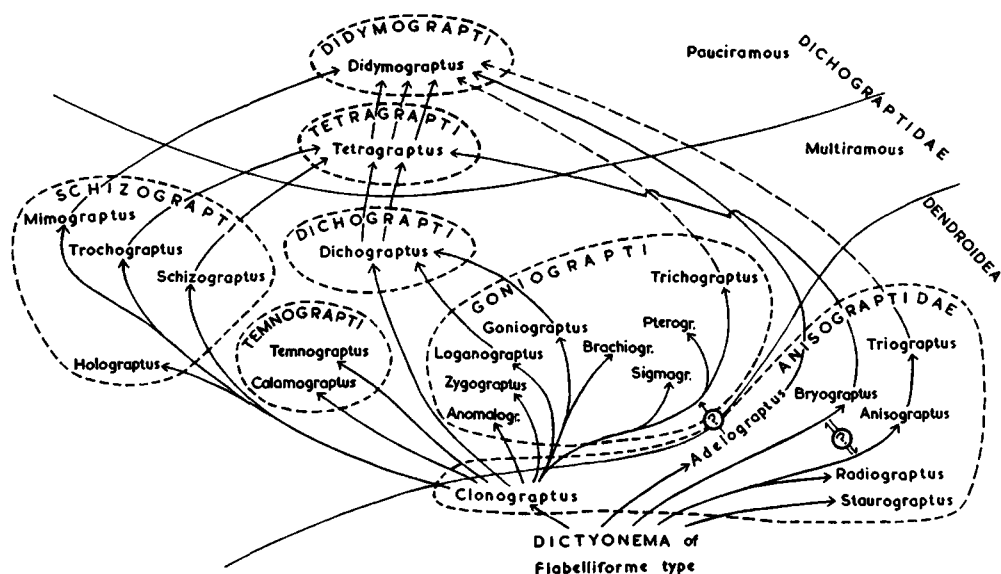 DIDYMOGRAPTI
Didymograptus
Pauciramous
DICHOGRAPTIDAE
TETRAGRAPTI
Tetragraptus
Multiramous
SCHIZOGRAPTI
Mimograptus
Trochograptus
Schizograptus
Holograptus
DICHOGRAPTI
Dichograptus
GONIOGRAPTI
Trichograptus
DENDROIDEA
ANISOGRAPTIDAE
TEMNOGRAPTI
Temnograptus
Calamograptus
Goniograptus
Pterogr.
Loganograptus
Brachiogr.
Zygograptus
Sigmagr.
Anomalogr.
Triograptus
Bryograptus
Anisograptus
?
?
Adelograptus
Radiograptus
Staurograptus
Clonograptus
DICTYONEMA of
Flabelliforme type